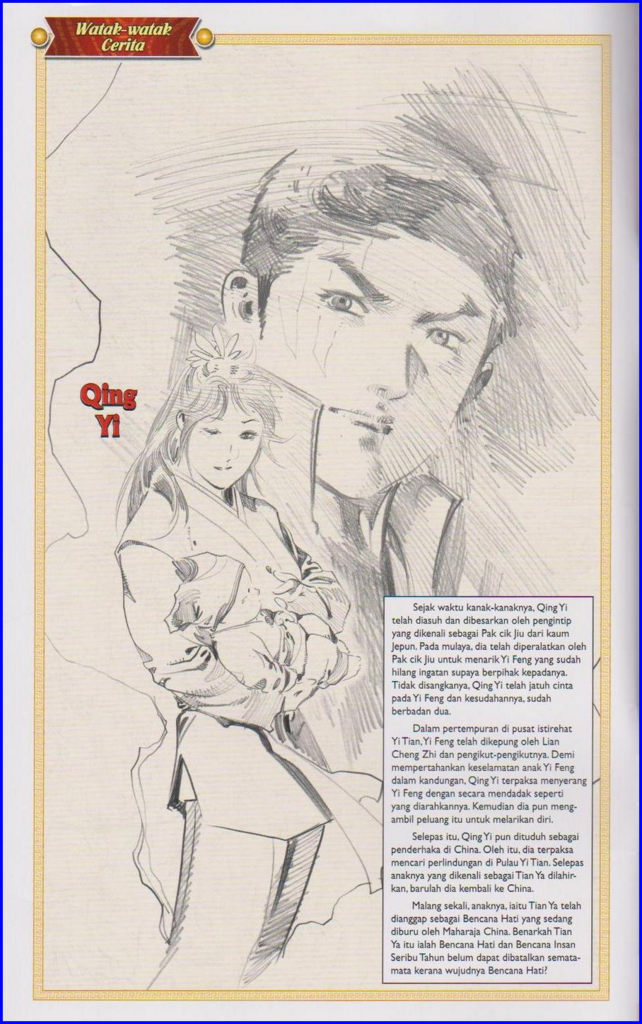 Watak-watak
Cerita
Qing
Yi
Sejak waktu kanak-kanaknya, Qing Yi
telah diasuh dan dibesarkan oleh pengintip
yang dikenali sebagai Pak cik Jiu dari kaum
Jepun. Pada mulaya, dia telah diperalatkan oleh
Pak cik Jiu untuk menarik Yi Feng yang sudah
hilang ingatan supaya berpihak kepadanya.
Tidak disangkanya, Qing Yi telah jatuh cinta
pada Yi Feng dan kesudahannya, sudah
berbadan dua.
Dalam pertempuran di pusat istirehat
Yi Tian, Yi Feng telah dikepung oleh Lian
Cheng Zhi dan pengikut-pengikutnya. Demi
mempertahankan keselamatan anak Yi Feng
dalam kandungan, Qing Yi terpaksa menyerang
Yi Feng dengan secara mendadak seperti
yang diarahkannya. Kemudian dia pun meng-
ambil peluang itu untuk melarikan diri.
Selepas itu, Qing Yi pun dituduh sebagai
penderhaka di China. Oleh itu, dia terpaksa
mencari perlindungan di Pulau Yi Tian. Selepas
anaknya yang dikenali sebagai Tian Ya dilahir-
kan, barulah dia kembali ke China.
Malang sekali, anaknya, iaitu Tian Ya telah
dianggap sebagai Bencana Hati yang sedang
diburu oleh Maharaja China. Benarkah Tian
Ya itu ialah Bencana Hati dan Bencana Insan
Seribu Tahun belum dapat dibatalkan semata-
mata kerana wujudnya Bencana Hati?